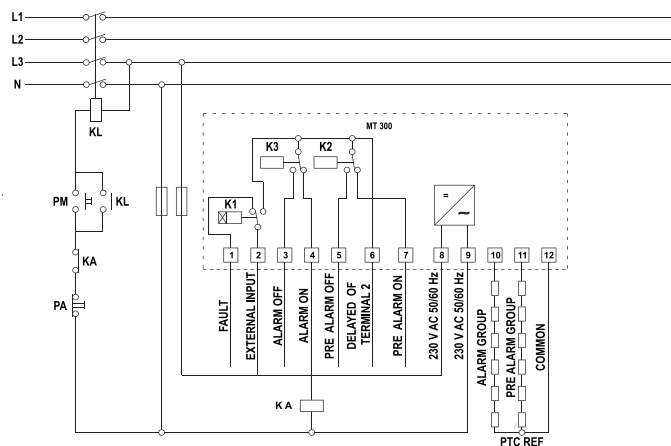 L1
L2
L3
N
KL
MT 300
K3
K2
K1
PM
KL
KA
PA
=
~
1
2
3
4
5
6
7
8
9
10
11
12
FAULT
EXTERNAL INPUT
ALARM OFF
ALARM ON
PRE ALARM OFF
DELAYED OF
TERMINAL 2
PRE ALARM ON
230 V AC 50/60 Hz
230 V AC 50/60 Hz
ALARM GROUP
PRE ALARM GROUP
COMMON
K A
PTC REF